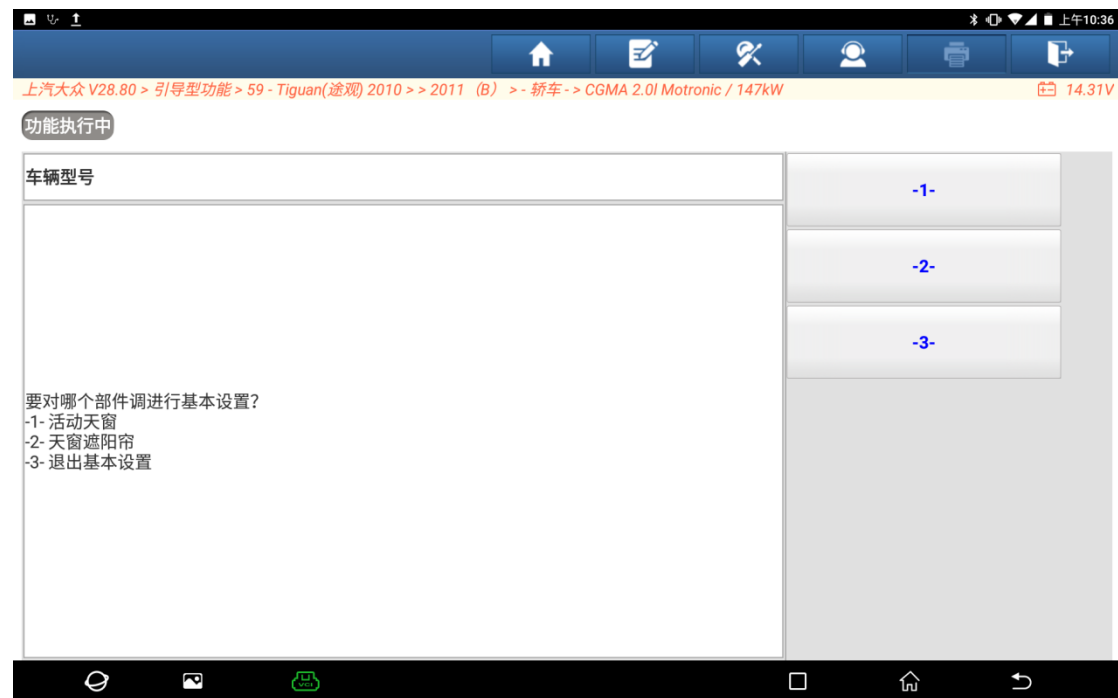 上午10:36
上汽大众 V28.80 > 引导型功能 > 59 - Tiguan(途观) 2010 > > 2011（B）> - 轿车 - > CGMA 2.0l Motronic / 147kW
14.31V
功能执行中
车辆型号
-1-
-2-
-3-
要对哪个部件调进行基本设置？
-1- 活动天窗
-2- 天窗遮阳帘
-3- 退出基本设置
VCI